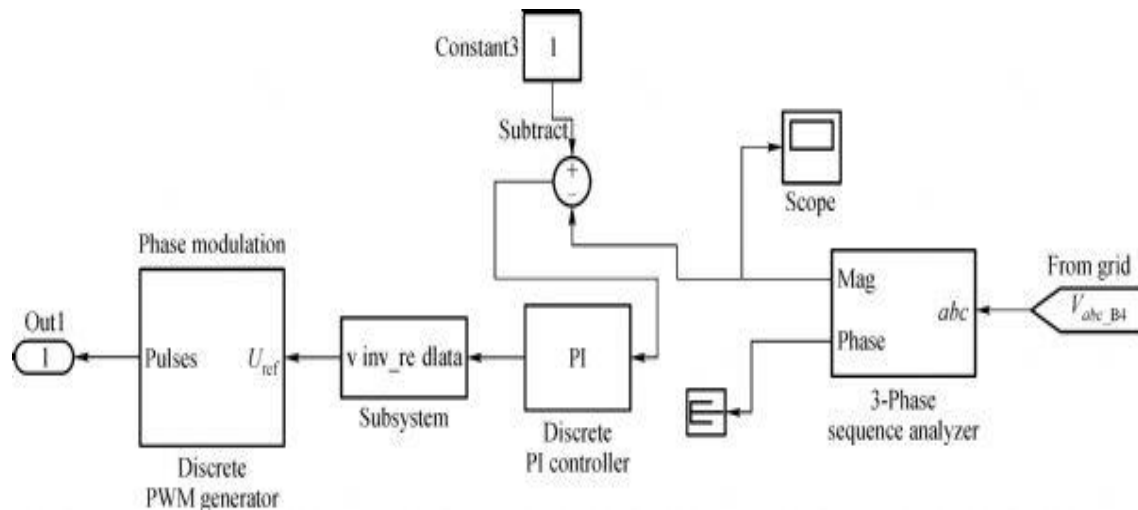 Constant3
1
Subtract
+
−
Scope
Phase modulation
From grid
Mag
abc
V_abc_B4
Out1
1
Pulses
U_ref
v inv_re dlata
PI
Phase
Subsystem
Discrete
PI controller
3-Phase
sequence analyzer
Discrete
PWM generator